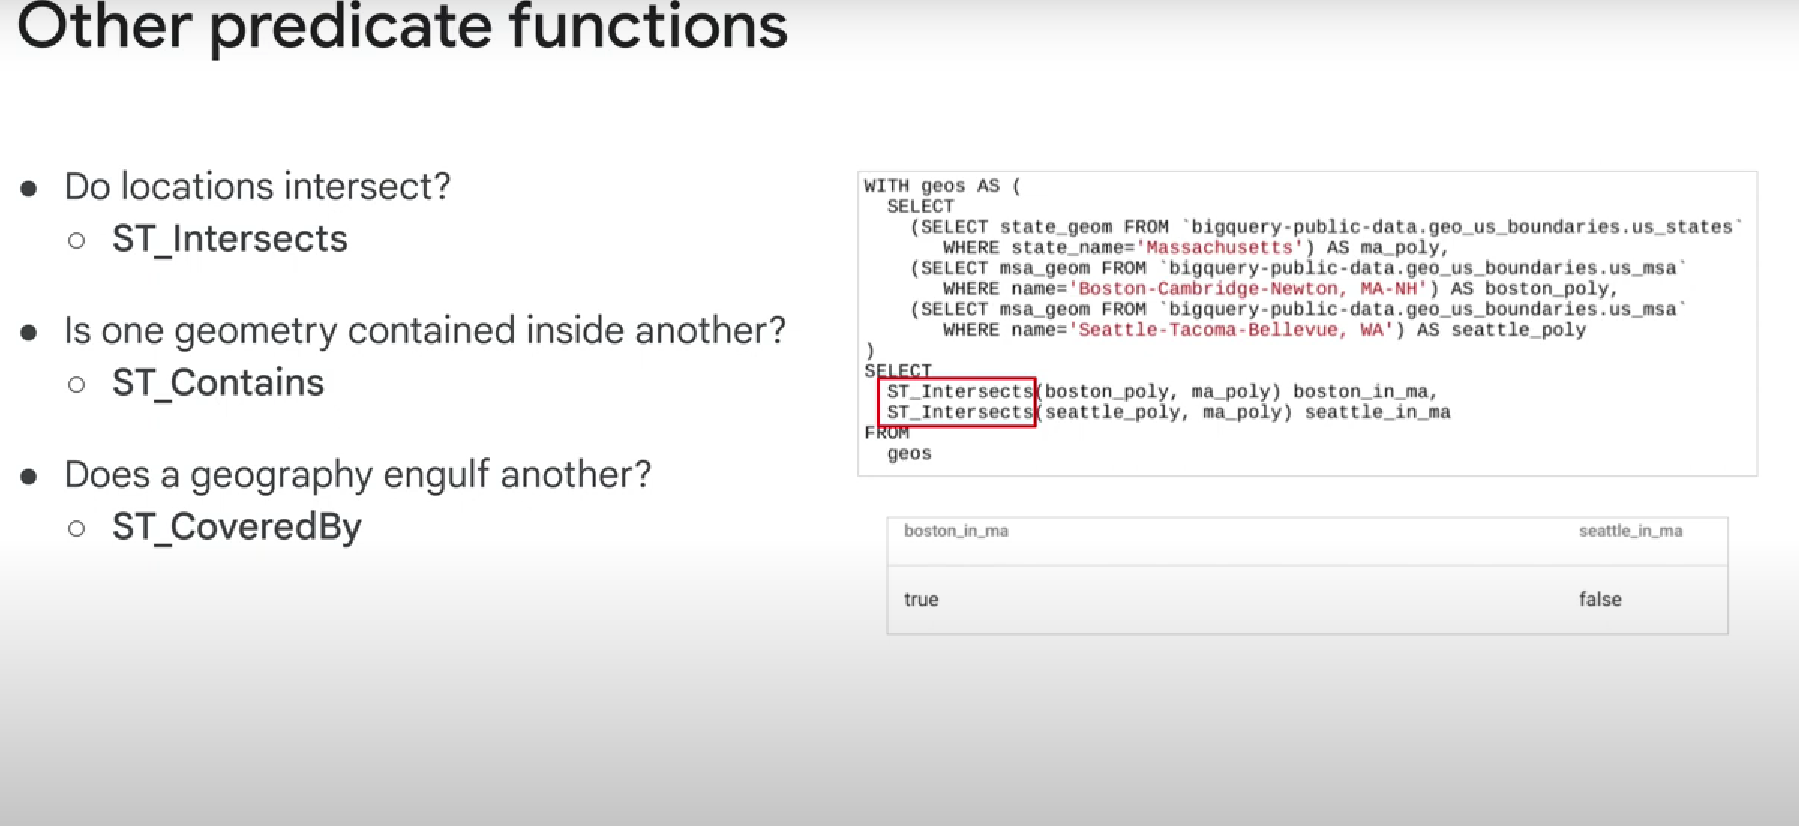 Other predicate functions
● Do locations intersect?
○ ST_Intersects
● Is one geometry contained inside another?
○ ST_Contains
● Does a geography engulf another?
○ ST_CoveredBy
WITH geos AS (
  SELECT
    (SELECT state_geom FROM `bigquery-public-data.geo_us_boundaries.us_states`
       WHERE state_name='Massachusetts') AS ma_poly,
    (SELECT msa_geom FROM `bigquery-public-data.geo_us_boundaries.us_msa`
       WHERE name='Boston-Cambridge-Newton, MA-NH') AS boston_poly,
    (SELECT msa_geom FROM `bigquery-public-data.geo_us_boundaries.us_msa`
       WHERE name='Seattle-Tacoma-Bellevue, WA') AS seattle_poly
)
SELECT
  ST_Intersects(boston_poly, ma_poly) boston_in_ma,
  ST_Intersects(seattle_poly, ma_poly) seattle_in_ma
FROM
  geos
boston_in_ma seattle_in_ma
true false